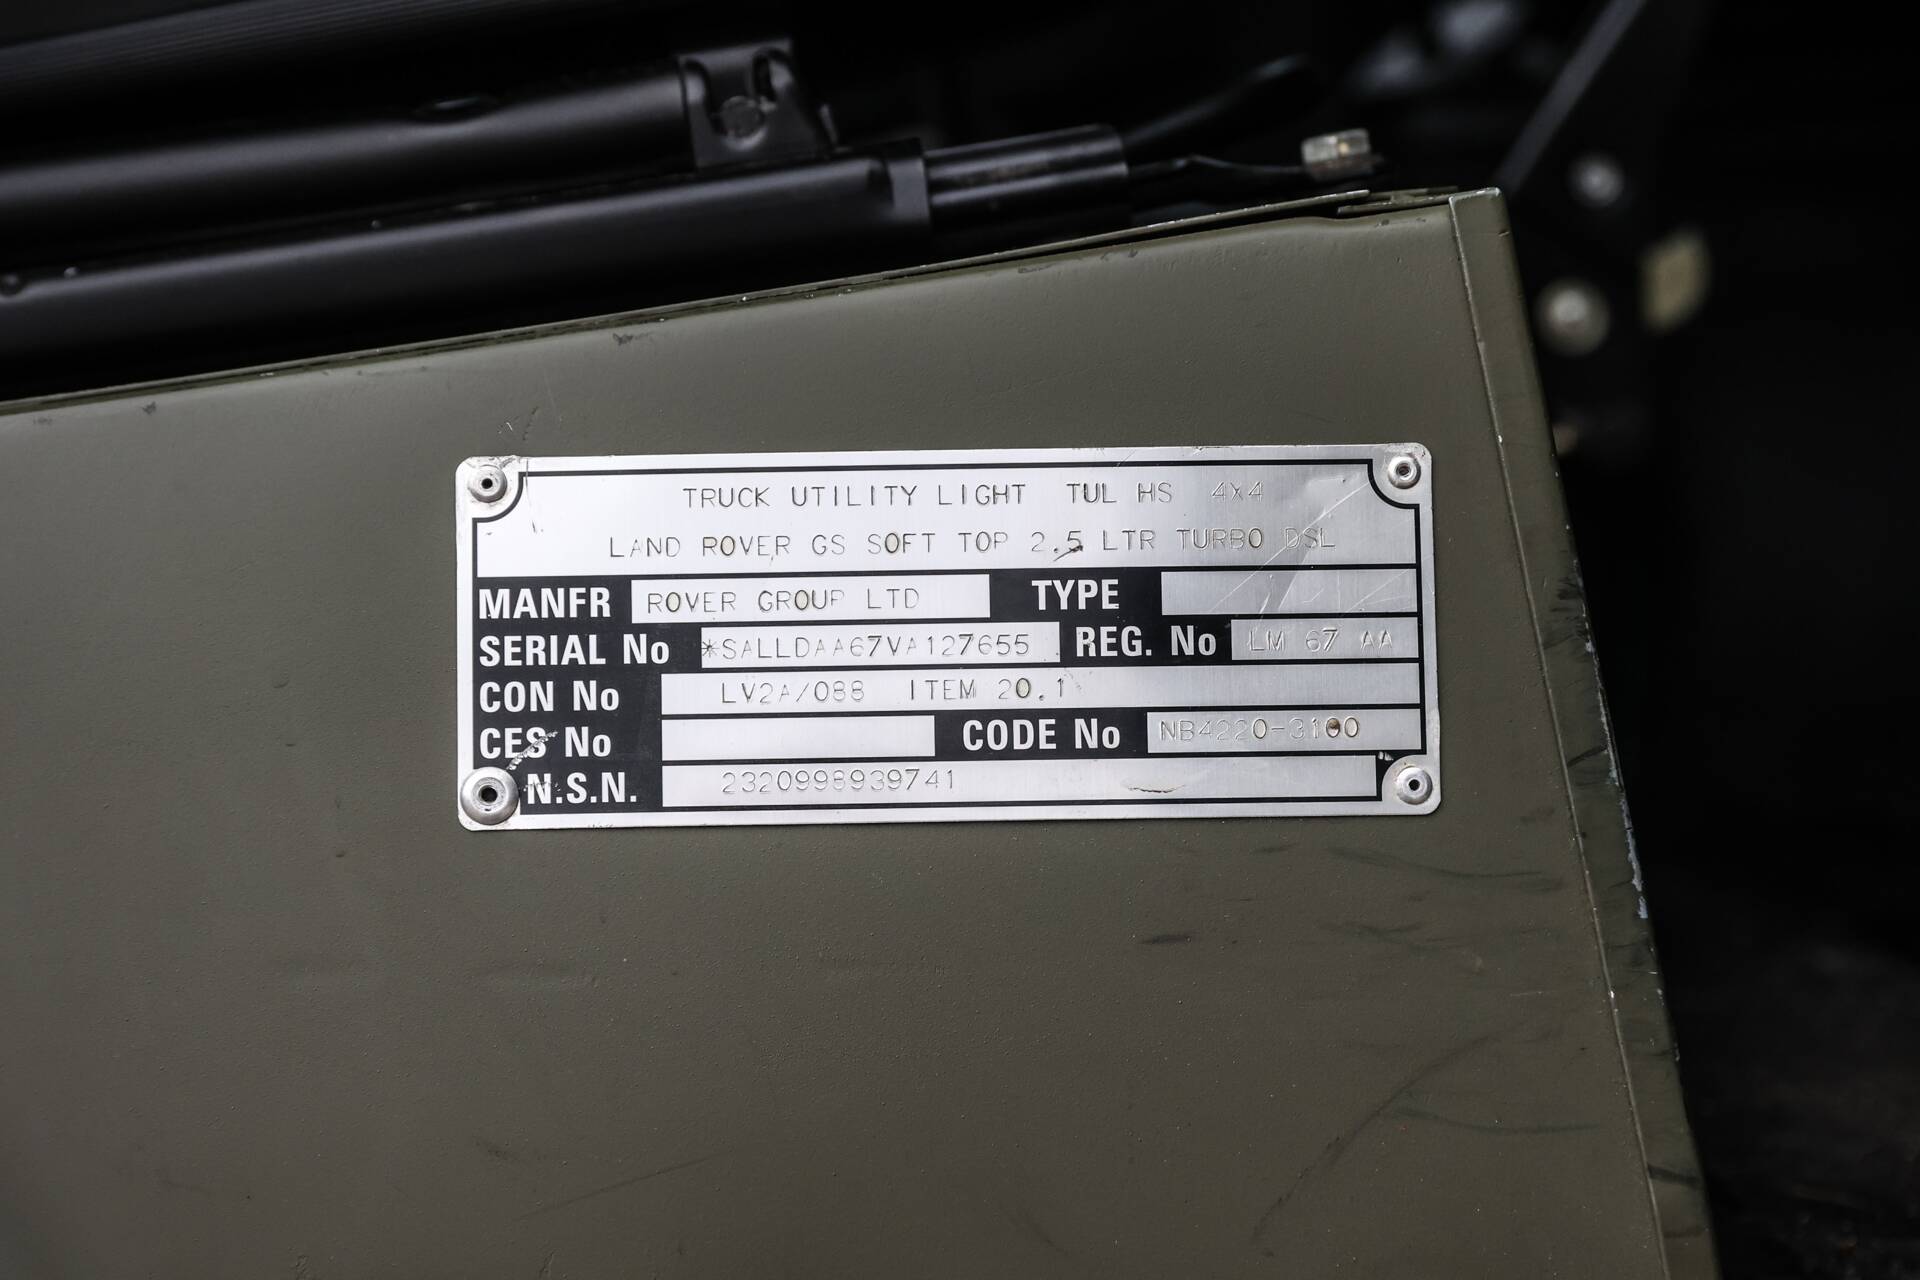 TRUCK UTILITY LIGHT TUL HS 4X4
LAND ROVER GS SOFT TOP 2.5 LTR TURBO DSL
MANFR ROVER GROUP LTD TYPE
SERIAL No *SALLDAA67VA127655 REG. No LM 67 AA
CON No LV2A/088 ITEM 20.1
CES No CODE No NB4220-3100
N.S.N. 2320998939741